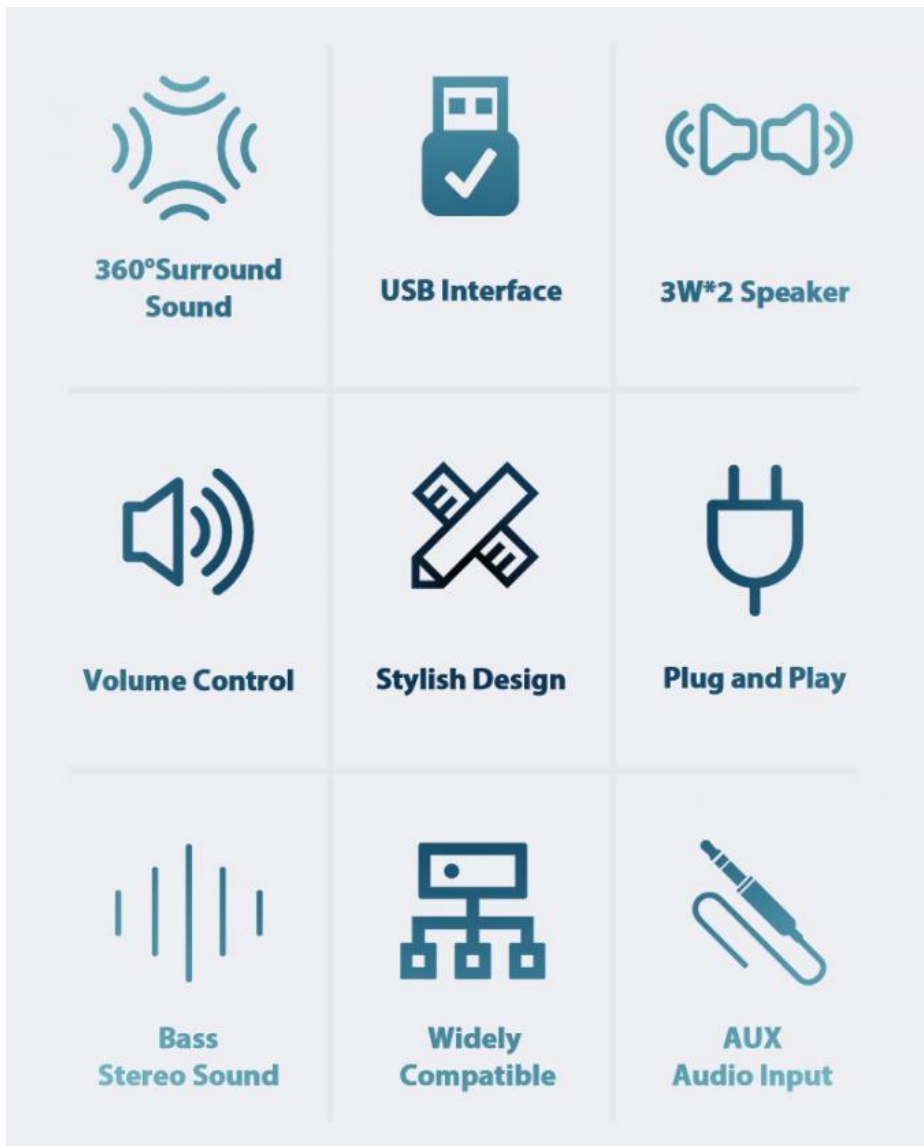 360°Surround
Sound
USB Interface
3W*2 Speaker
Volume Control
Stylish Design
Plug and Play
Bass
Stereo Sound
Widely
Compatible
AUX
Audio Input